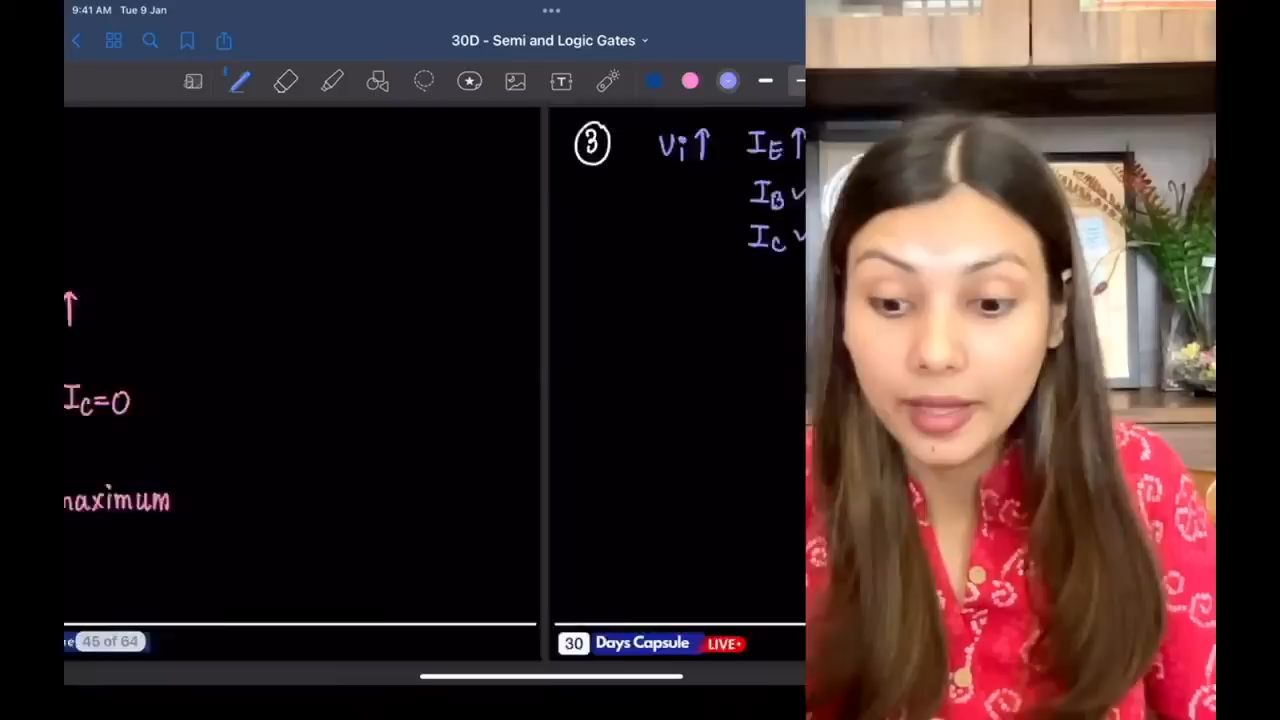 9:41 AM Tue 9 Jan
30D - Semi and Logic Gates
T
↑
IC=0
maximum
45 of 64
3 Vi↑ IE↑
IB
IC
30 Days Capsule LIVE